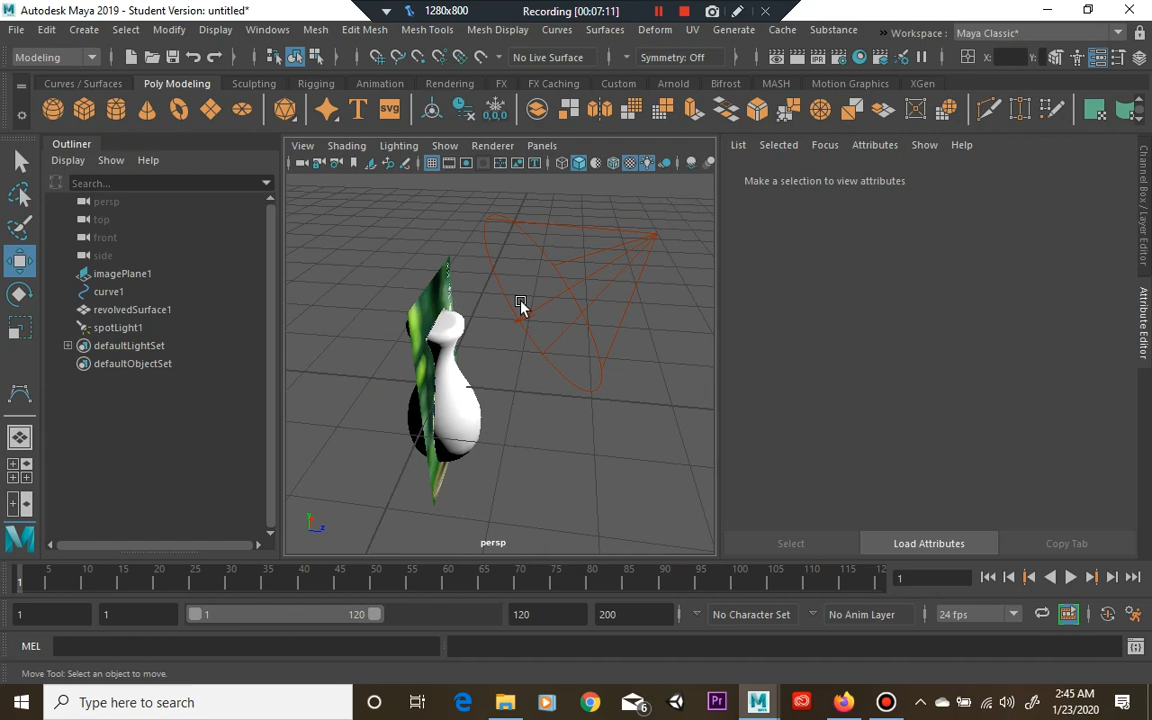 Autodesk Maya 2019 - Student Version: untitled*
1280x800
Recording [00:07:11]
File Edit Create Select Modify Display Windows Mesh Edit Mesh Mesh Tools Mesh Display Curves Surfaces Deform UV Generate Cache Substance
Workspace: Maya Classic*
Modeling
No Live Surface
Symmetry: Off
X:
Y:
Curves / Surfaces Poly Modeling Sculpting Rigging Animation Rendering FX FX Caching Custom Arnold Bifrost MASH Motion Graphics XGen
T
SVG
0,0,0
Outliner
Display Show Help
Search...
persp
top
front
side
imagePlane1
curve1
revolvedSurface1
spotLight1
defaultLightSet
defaultObjectSet
View Shading Lighting Show Renderer Panels
persp
List Selected Focus Attributes Show Help
Make a selection to view attributes
Select
Load Attributes
Copy Tab
Channel Box / Layer Editor
Attribute Editor
5 10 15 20 25 30 35 40 45 50 55 60 65 70 75 80 85 90 95 100 105 110 115 12
1
1
1 1 1 120 120 200 No Character Set No Anim Layer 24 fps
MEL
Move Tool: Select an object to move.
Type here to search
6
Pr
2:45 AM
1/23/2020